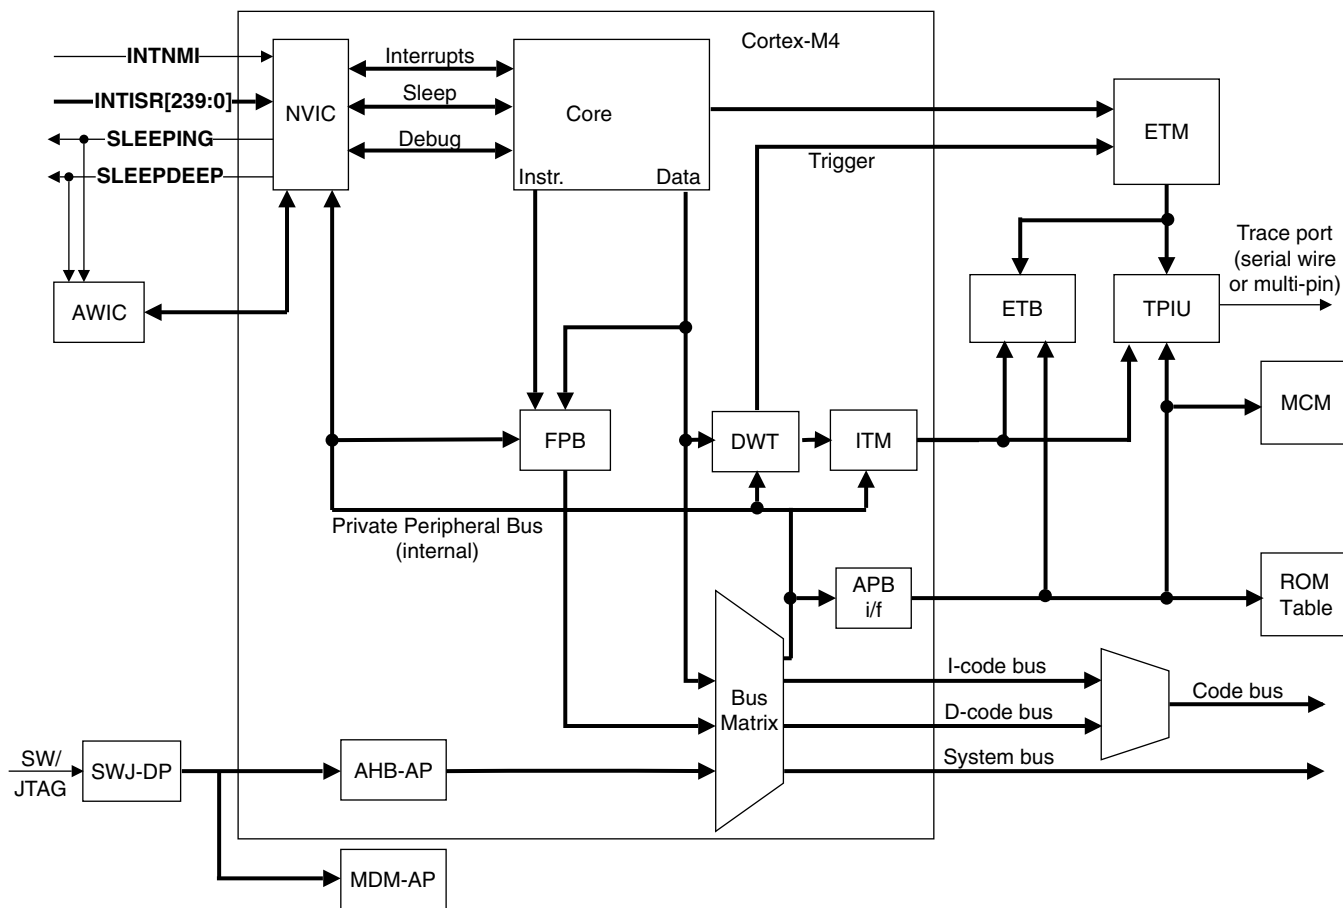 Cortex-M4
INTNMI
INTISR[239:0]
SLEEPING
SLEEPDEEP
NVIC
Interrupts
Sleep
Debug
Core
Instr.
Data
ETM
Trigger
Trace port
(serial wire
or multi-pin)
AWIC
ETB
TPIU
MCM
FPB
DWT
ITM
Private Peripheral Bus
(internal)
APB
i/f
ROM
Table
Bus
Matrix
I-code bus
D-code bus
Code bus
System bus
SW/
JTAG
SWJ-DP
AHB-AP
MDM-AP